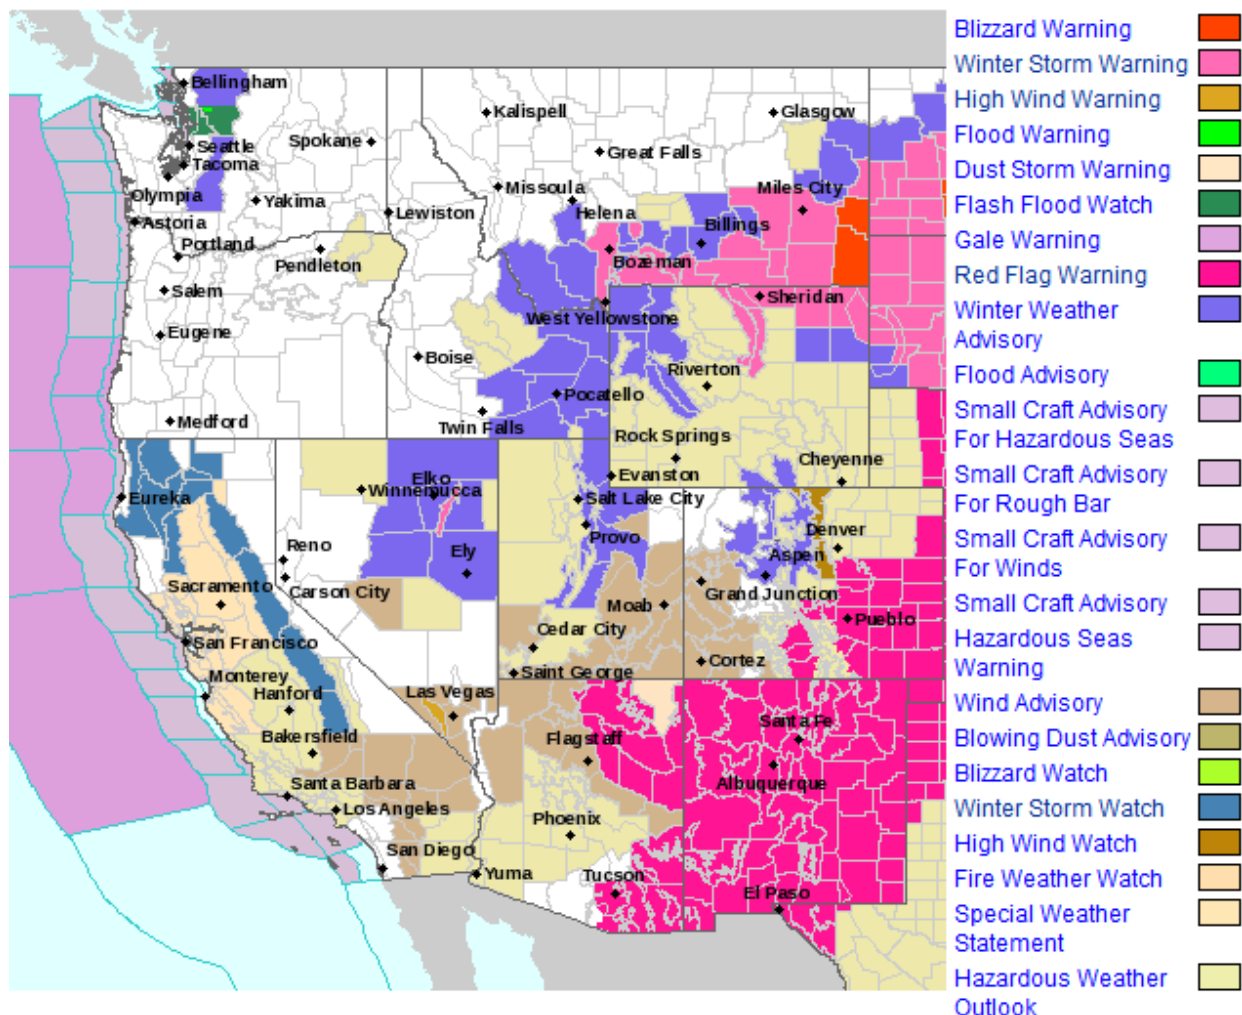 Bellingham
Seattle
Tacoma
Olympia
Astoria
Portland
Salem
Eugene
Medford
Spokane
Yakima
Pendleton
Lewiston
Kalispell
Great Falls
Glasgow
Missoula
Helena
Miles City
Billings
Bozeman
West Yellowstone
Sheridan
Boise
Riverton
Pocatello
Twin Falls
Rock Springs
Evanston
Cheyenne
Eureka
Elko
Winnemucca
Salt Lake City
Denver
Reno
Ely
Provo
Aspen
Sacramento
Carson City
Moab
Grand Junction
Pueblo
San Francisco
Cedar City
Cortez
Monterey
Saint George
Hanford
Las Vegas
Bakersfield
Flagstaff
Santa Fe
Albuquerque
Santa Barbara
Los Angeles
Phoenix
San Diego
Yuma
Tucson
El Paso
Blizzard Warning
Winter Storm Warning
High Wind Warning
Flood Warning
Dust Storm Warning
Flash Flood Watch
Gale Warning
Red Flag Warning
Winter Weather
Advisory
Flood Advisory
Small Craft Advisory
For Hazardous Seas
Small Craft Advisory
For Rough Bar
Small Craft Advisory
For Winds
Small Craft Advisory
Hazardous Seas
Warning
Wind Advisory
Blowing Dust Advisory
Blizzard Watch
Winter Storm Watch
High Wind Watch
Fire Weather Watch
Special Weather
Statement
Hazardous Weather
Outlook